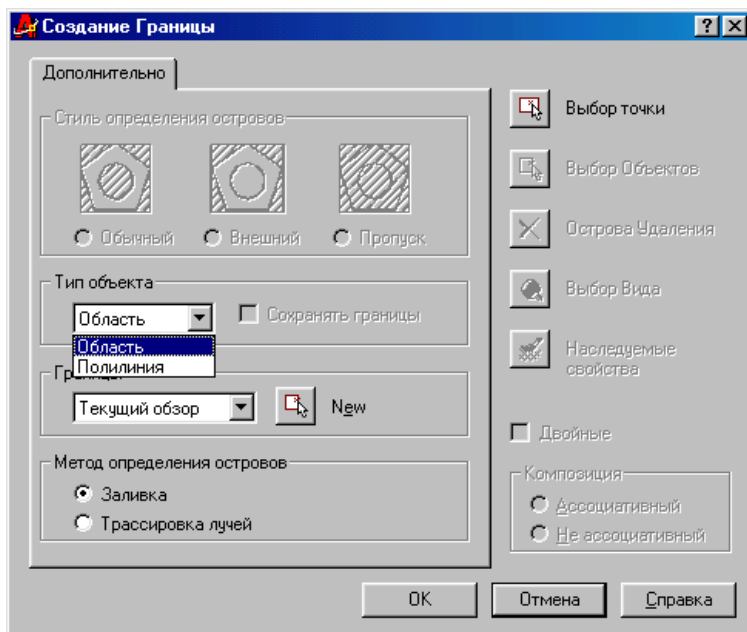 Создание Границы
Дополнительно
Стиль определения островов
Обычный
Внешний
Пропуск
Тип объекта
Область
Сохранять границы
Область
Полилиния
Границы
Текущий обзор
New
Метод определения островов
Заливка
Трассировка лучей
Выбор точки
Выбор Объектов
Острова Удаления
Выбор Вида
Наследуемые
свойства
Двойные
Композиция
Ассоциативный
Не ассоциативный
OK
Отмена
Справка